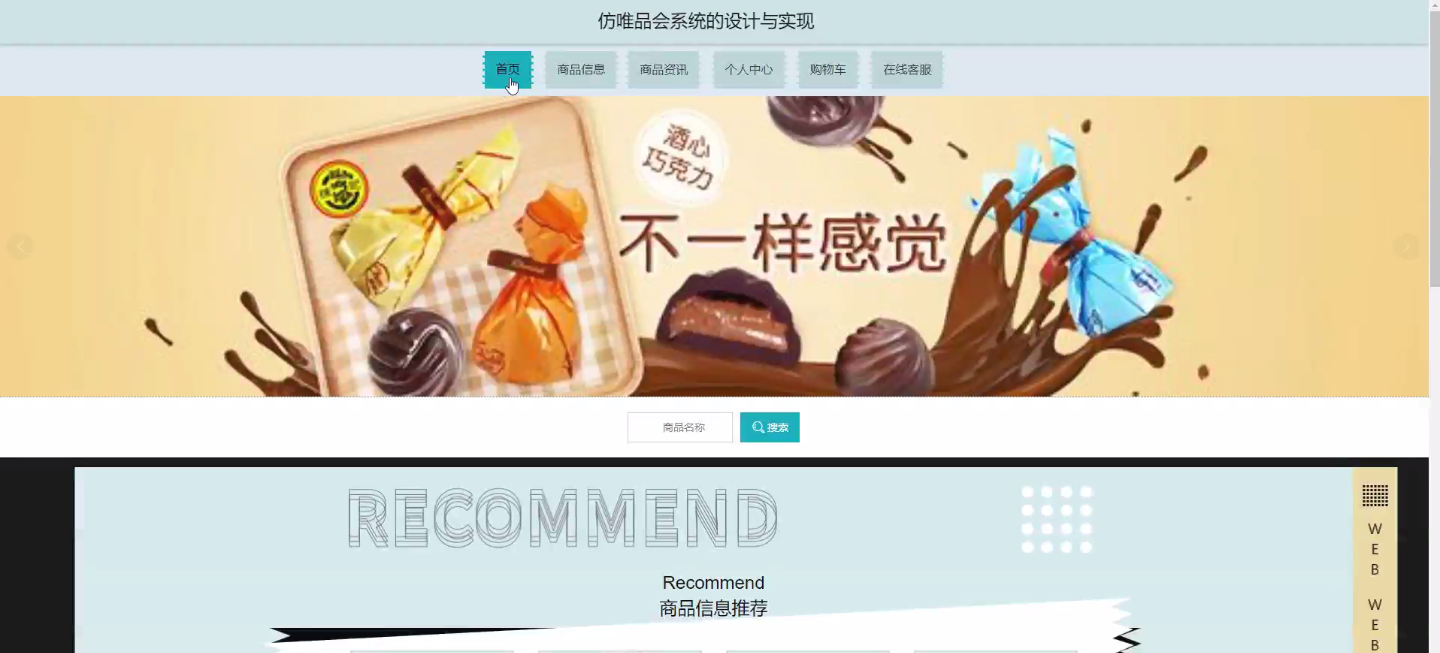 仿唯品会系统的设计与实现
首页
商品信息
商品资讯
个人中心
购物车
在线客服
酒心
巧克力
不一样感觉
商品名称
搜索
RECOMMEND
Recommend
商品信息推荐
W
E
B
W
E
B